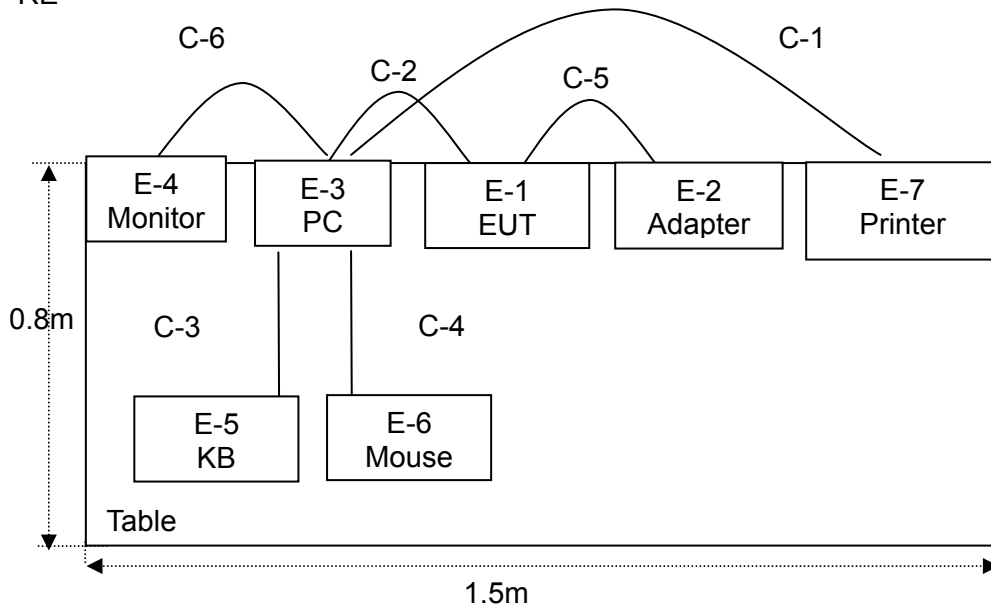 C-6
C-1
C-2
C-5
E-4
Monitor
E-3
PC
E-1
EUT
E-2
Adapter
E-7
Printer
0.8m
C-3
C-4
E-5
KB
E-6
Mouse
Table
1.5m